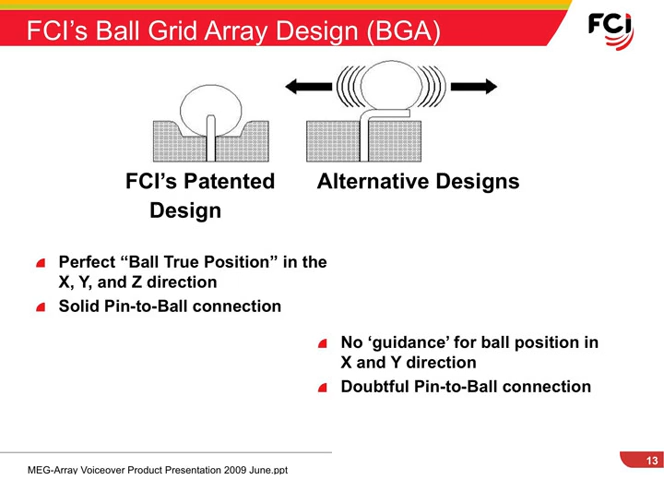 FCI’s Ball Grid Array Design (BGA)
FCi
FCI’s Patented
Design
Alternative Designs
Perfect “Ball True Position” in the
X, Y, and Z direction
Solid Pin-to-Ball connection
No ‘guidance’ for ball position in
X and Y direction
Doubtful Pin-to-Ball connection
13
MEG-Array Voiceover Product Presentation 2009 June.ppt